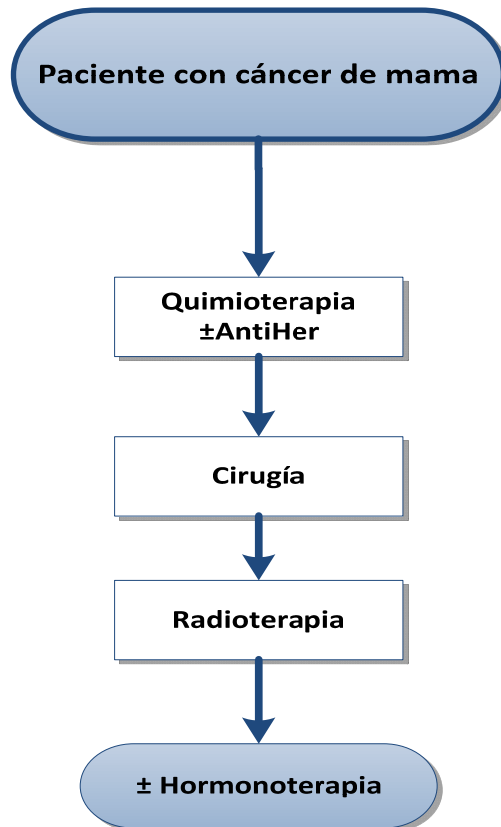 Paciente con cáncer de mama
Quimioterapia
±AntiHer
Cirugía
Radioterapia
± Hormonoterapia